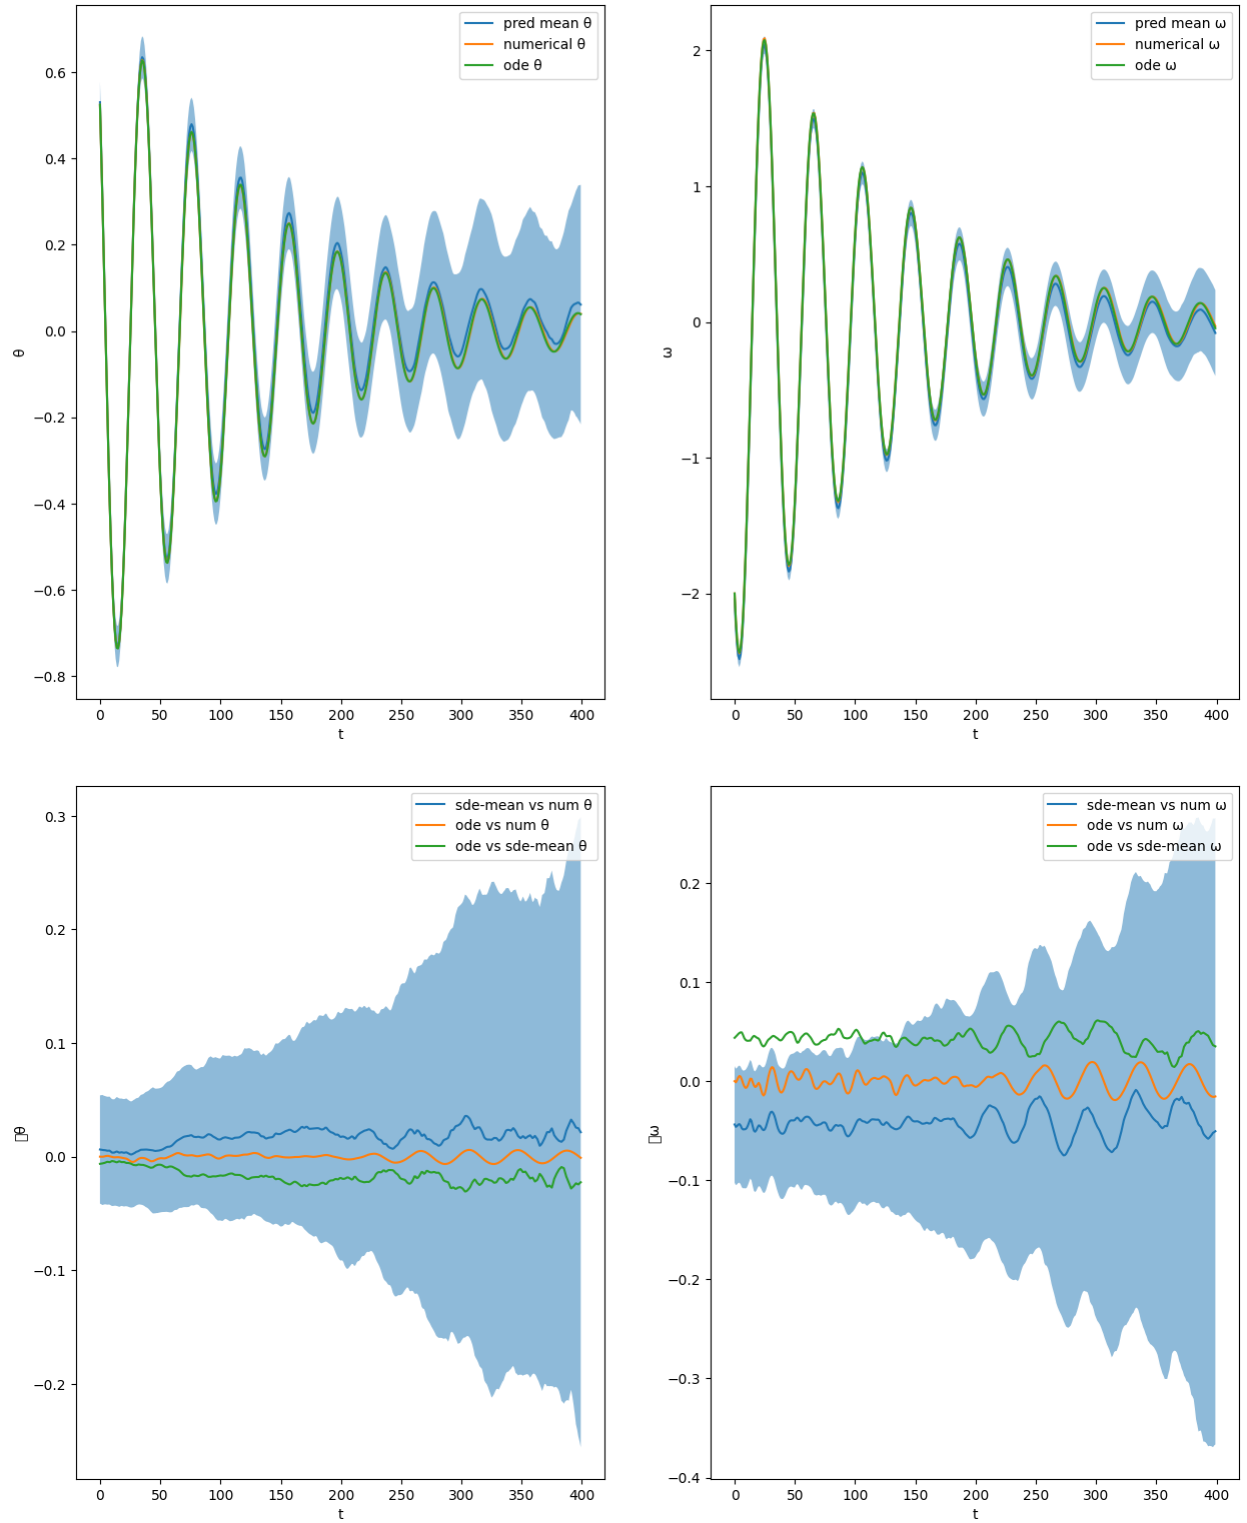 pred mean θ
numerical θ
ode θ
0.6
0.4
0.2
0.0
−0.2
−0.4
−0.6
−0.8
θ
0 50 100 150 200 250 300 350 400
t
pred mean ω
numerical ω
ode ω
2
1
0
−1
−2
ω
0 50 100 150 200 250 300 350 400
t
sde-mean vs num θ
ode vs num θ
ode vs sde-mean θ
0.3
0.2
0.1
0.0
−0.1
−0.2
▯θ
0 50 100 150 200 250 300 350 400
t
sde-mean vs num ω
ode vs num ω
ode vs sde-mean ω
0.2
0.1
0.0
−0.1
−0.2
−0.3
−0.4
▯ω
0 50 100 150 200 250 300 350 400
t